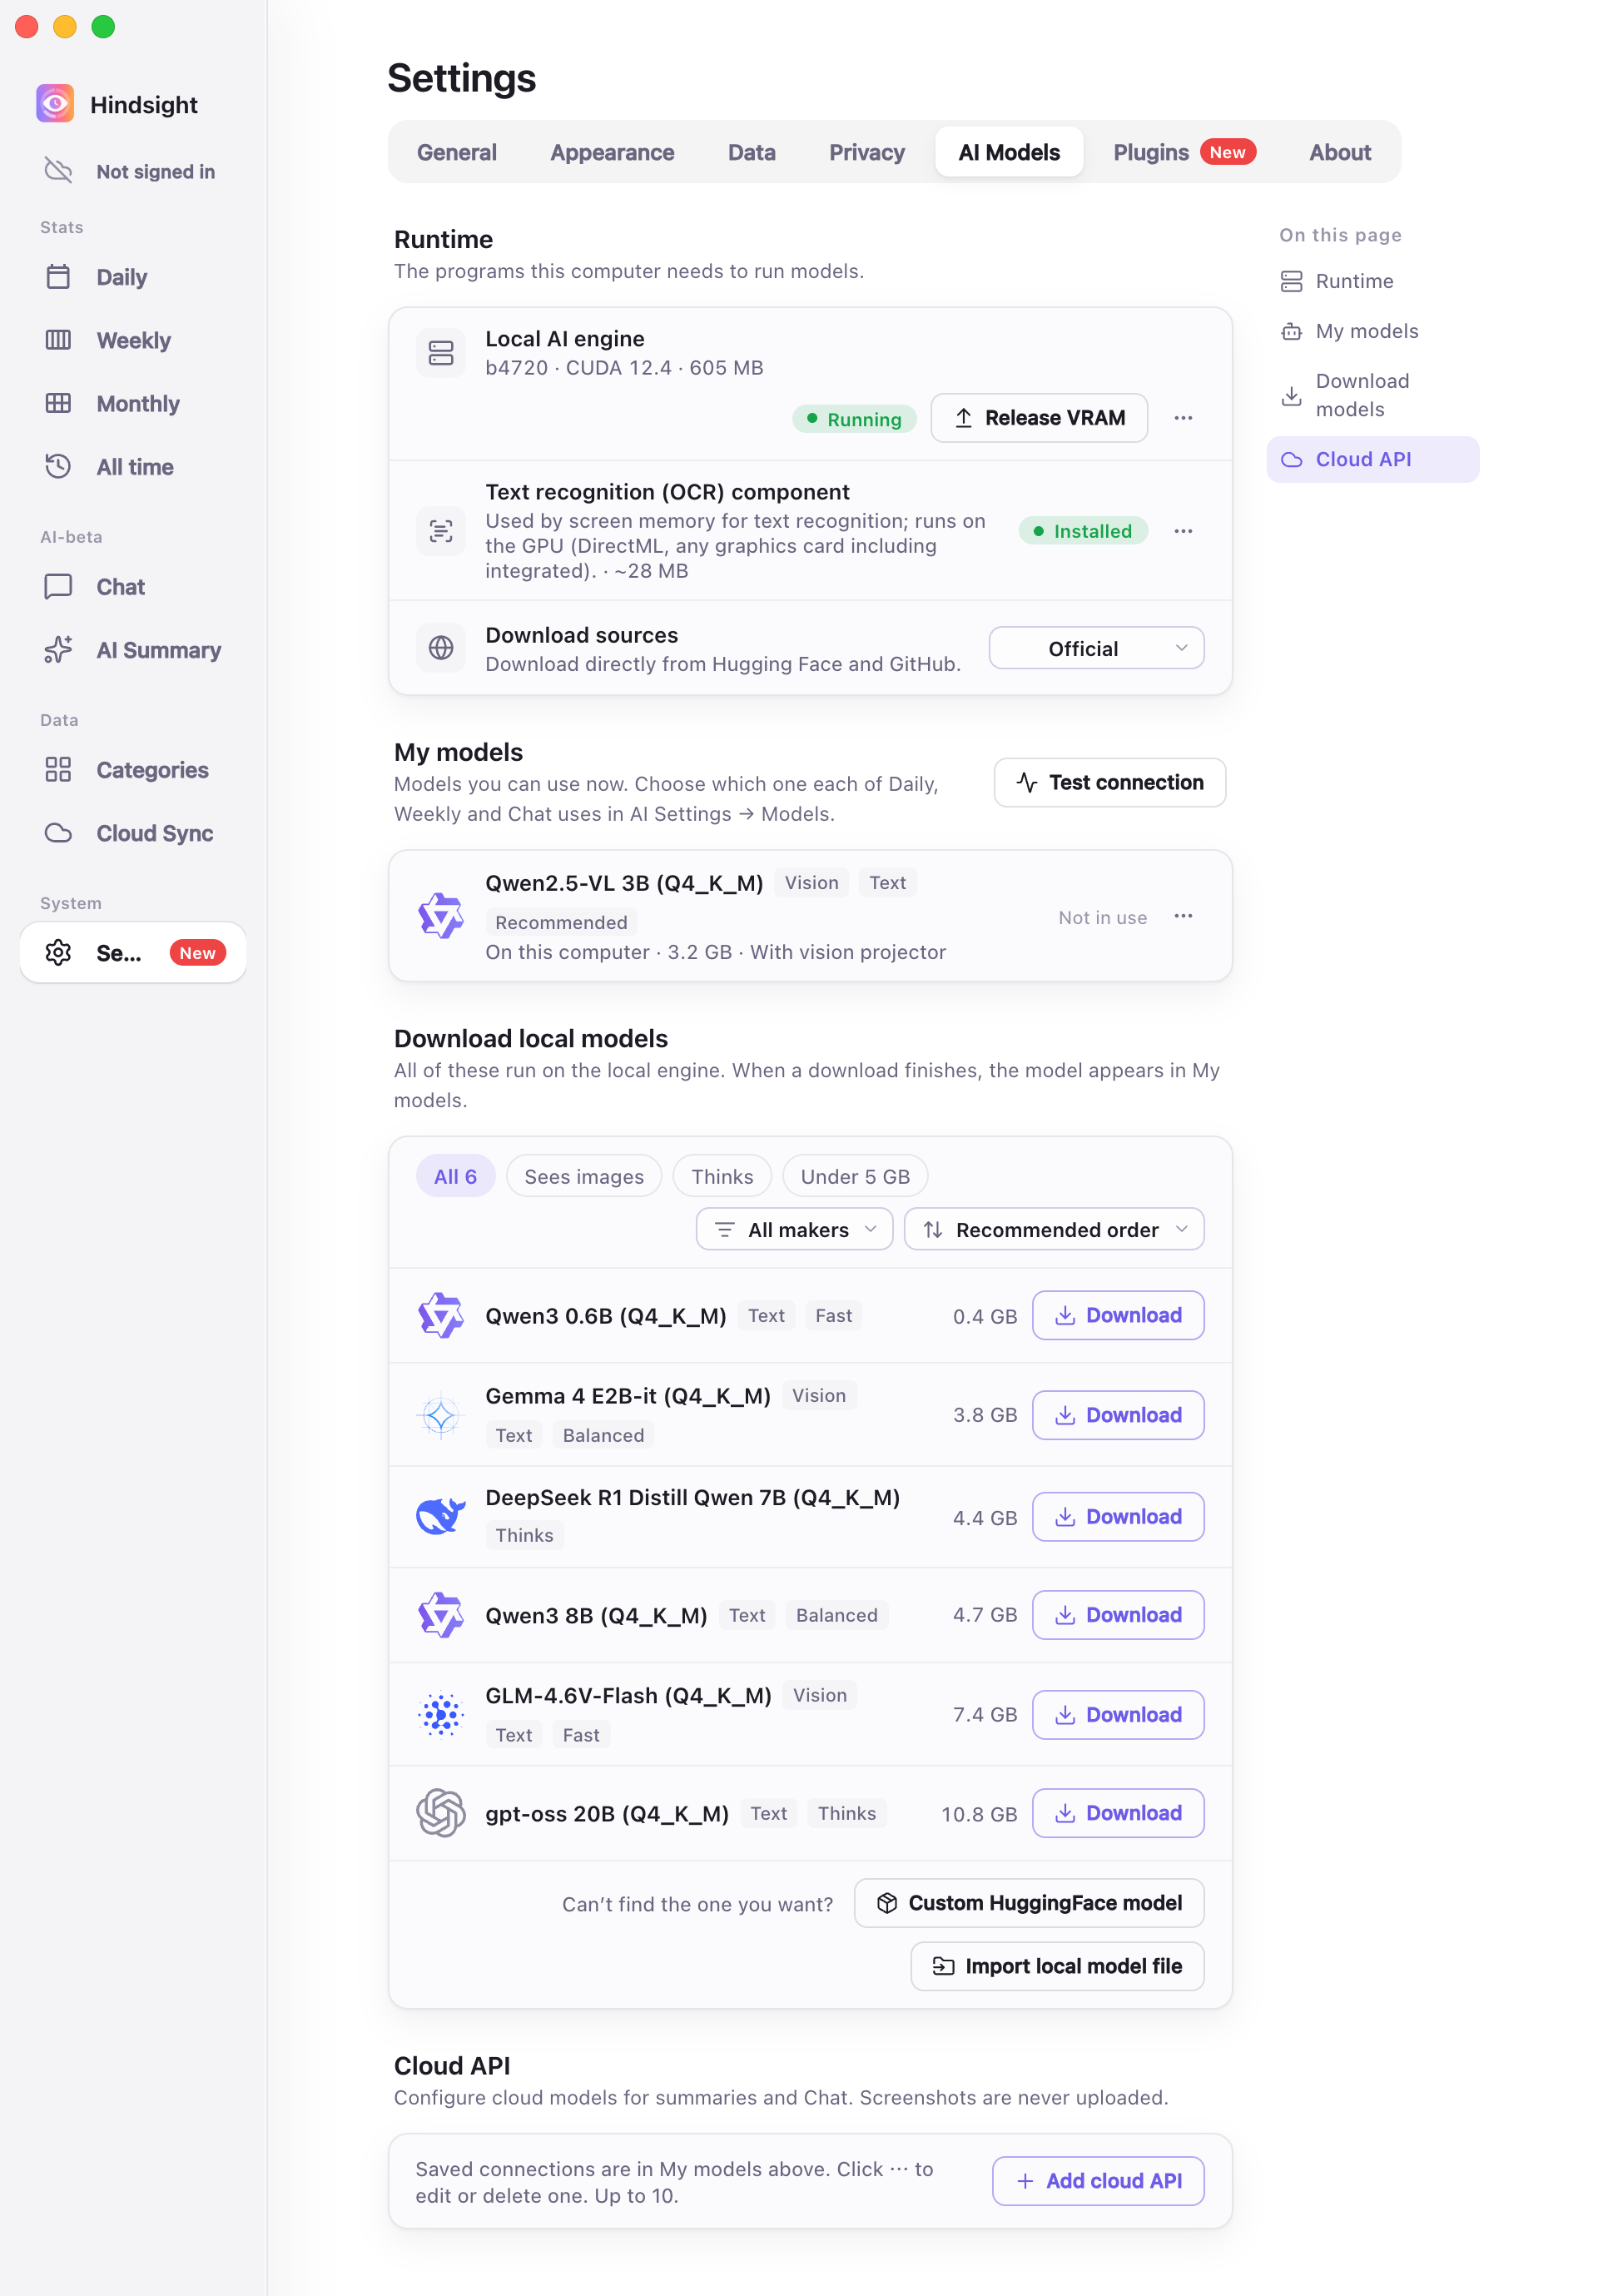 Hindsight
Not signed in
Stats
Daily
Weekly
Monthly
All time
AI-beta
Chat
AI Summary
Data
Categories
Cloud Sync
System
Se... New
Settings
General Appearance Data Privacy AI Models Plugins New About
Runtime
The programs this computer needs to run models.
Local AI engine
b4720 · CUDA 12.4 · 605 MB
Running Release VRAM ···
Text recognition (OCR) component
Used by screen memory for text recognition; runs on
the GPU (DirectML, any graphics card including
integrated). · ~28 MB
Installed ···
Download sources
Download directly from Hugging Face and GitHub.
Official
My models
Models you can use now. Choose which one each of Daily,
Weekly and Chat uses in AI Settings → Models.
Test connection
Qwen2.5-VL 3B (Q4_K_M) Vision Text
Recommended
On this computer · 3.2 GB · With vision projector
Not in use ···
Download local models
All of these run on the local engine. When a download finishes, the model appears in My
models.
All 6 Sees images Thinks Under 5 GB
All makers Recommended order
Qwen3 0.6B (Q4_K_M) Text Fast
0.4 GB Download
Gemma 4 E2B-it (Q4_K_M) Vision
Text Balanced
3.8 GB Download
DeepSeek R1 Distill Qwen 7B (Q4_K_M)
Thinks
4.4 GB Download
Qwen3 8B (Q4_K_M) Text Balanced
4.7 GB Download
GLM-4.6V-Flash (Q4_K_M) Vision
Text Fast
7.4 GB Download
gpt-oss 20B (Q4_K_M) Text Thinks
10.8 GB Download
Can’t find the one you want? Custom HuggingFace model
Import local model file
Cloud API
Configure cloud models for summaries and Chat. Screenshots are never uploaded.
Saved connections are in My models above. Click ··· to
edit or delete one. Up to 10.
Add cloud API
On this page
Runtime
My models
Download
models
Cloud API